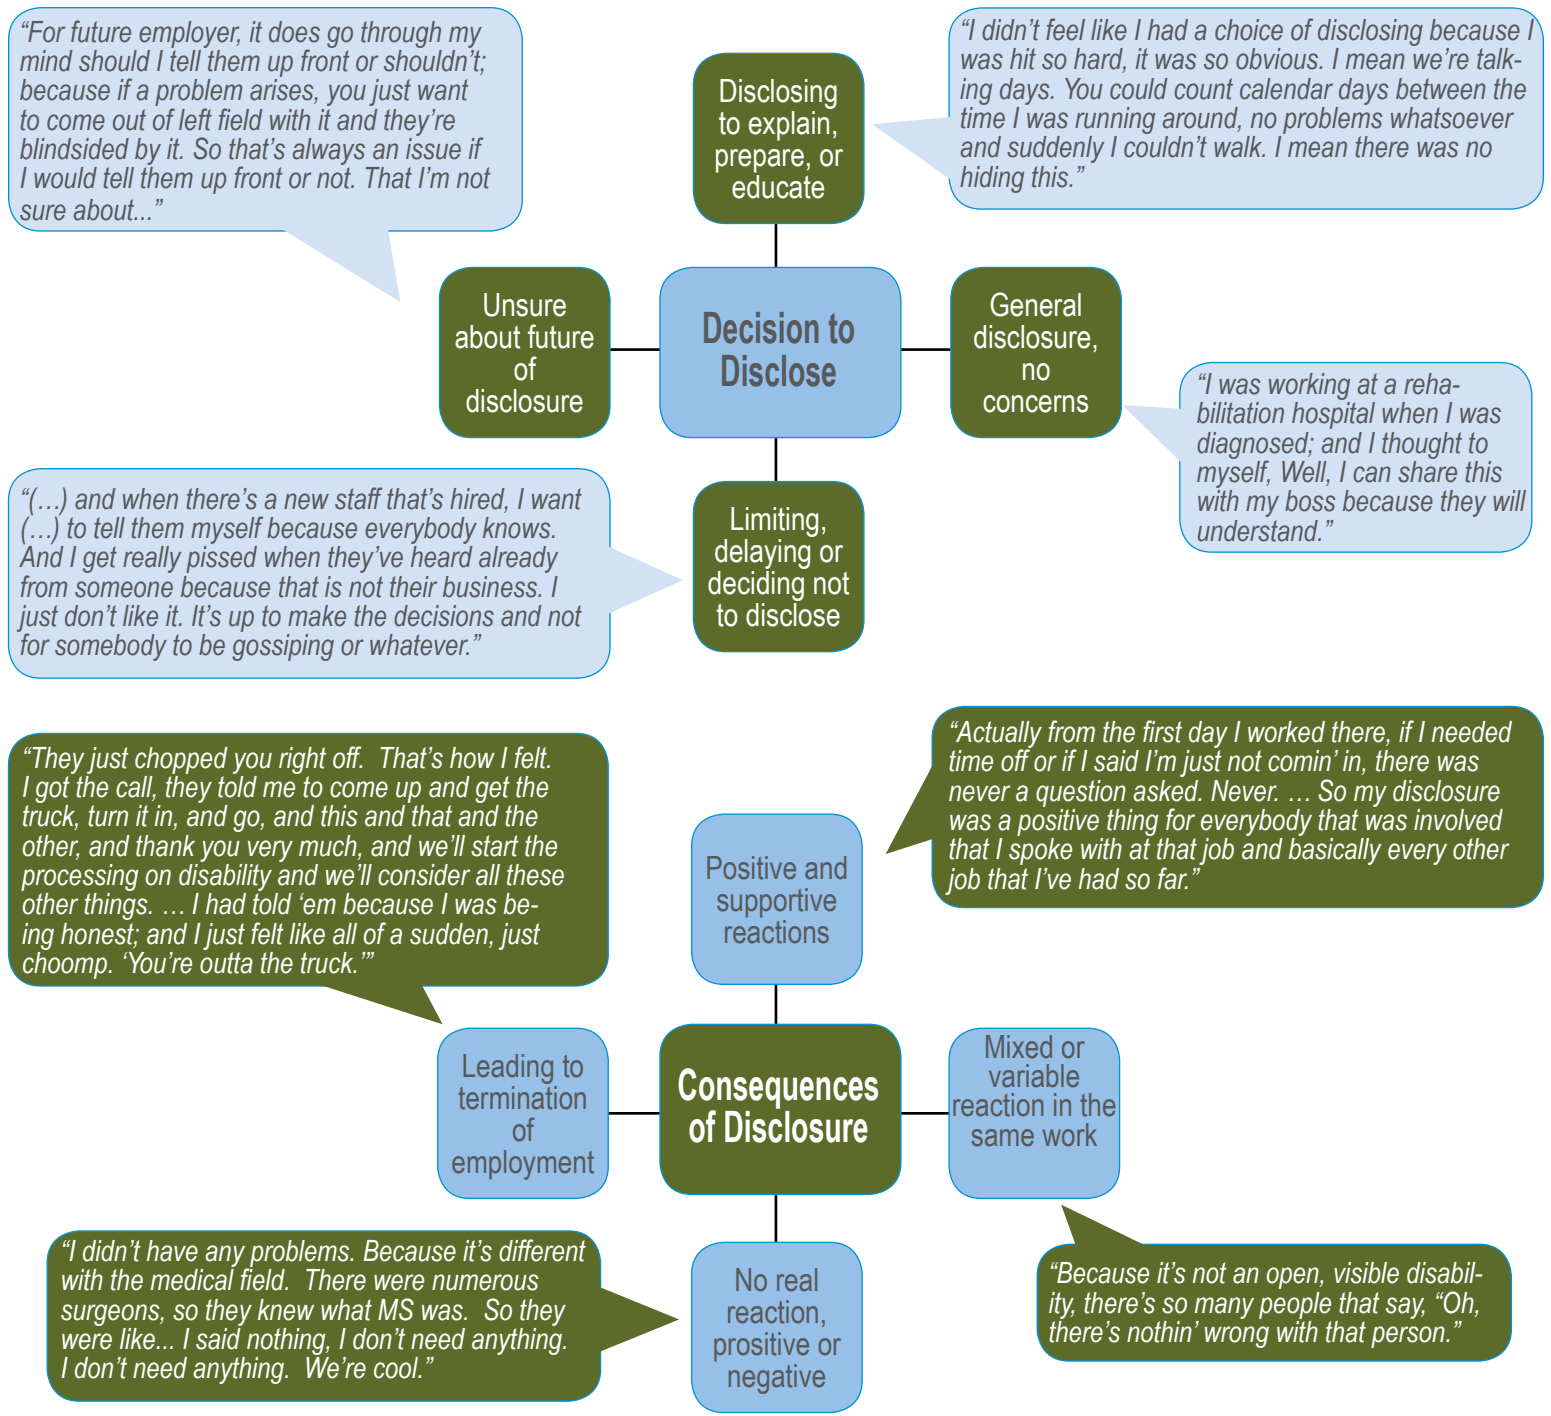 “For future employer, it does go through my
mind should I tell them up front or shouldn’t;
because if a problem arises, you just want
to come out of left field with it and they’re
blindsided by it. So that’s always an issue if
I would tell them up front or not. That I’m not
sure about...”
Disclosing
to explain,
prepare, or
educate
“I didn’t feel like I had a choice of disclosing because I
was hit so hard, it was so obvious. I mean we’re talk-
ing days. You could count calendar days between the
time I was running around, no problems whatsoever
and suddenly I couldn’t walk. I mean there was no
hiding this.”
Unsure
about future
of
disclosure
Decision to
Disclose
General
disclosure,
no
concerns
“I was working at a reha-
bilitation hospital when I was
diagnosed; and I thought to
myself, Well, I can share this
with my boss because they will
understand.”
“(…) and when there’s a new staff that’s hired, I want
(…) to tell them myself because everybody knows.
And I get really pissed when they’ve heard already
from someone because that is not their business. I
just don’t like it. It’s up to make the decisions and not
for somebody to be gossiping or whatever.”
Limiting,
delaying or
deciding not
to disclose
“They just chopped you right off.  That’s how I felt.
I got the call, they told me to come up and get the
truck, turn it in, and go, and this and that and the
other, and thank you very much, and we’ll start the
processing on disability and we’ll consider all these
other things. … I had told ‘em because I was be-
ing honest; and I just felt like all of a sudden, just
choomp. ‘You’re outta the truck.’”
Positive and
supportive
reactions
“Actually from the first day I worked there, if I needed
time off or if I said I’m just not comin’ in, there was
never a question asked. Never. … So my disclosure
was a positive thing for everybody that was involved
that I spoke with at that job and basically every other
job that I’ve had so far.”
Leading to
termination
of
employment
Consequences
of Disclosure
Mixed or
variable
reaction in the
same work
“I didn’t have any problems. Because it’s different
with the medical field.  There were numerous
surgeons, so they knew what MS was.  So they
were like... I said nothing, I don’t need anything.
I don’t need anything.  We’re cool.”
No real
reaction,
prositive or
negative
“Because it’s not an open, visible disabil-
ity, there’s so many people that say, “Oh,
there’s nothin’ wrong with that person.”